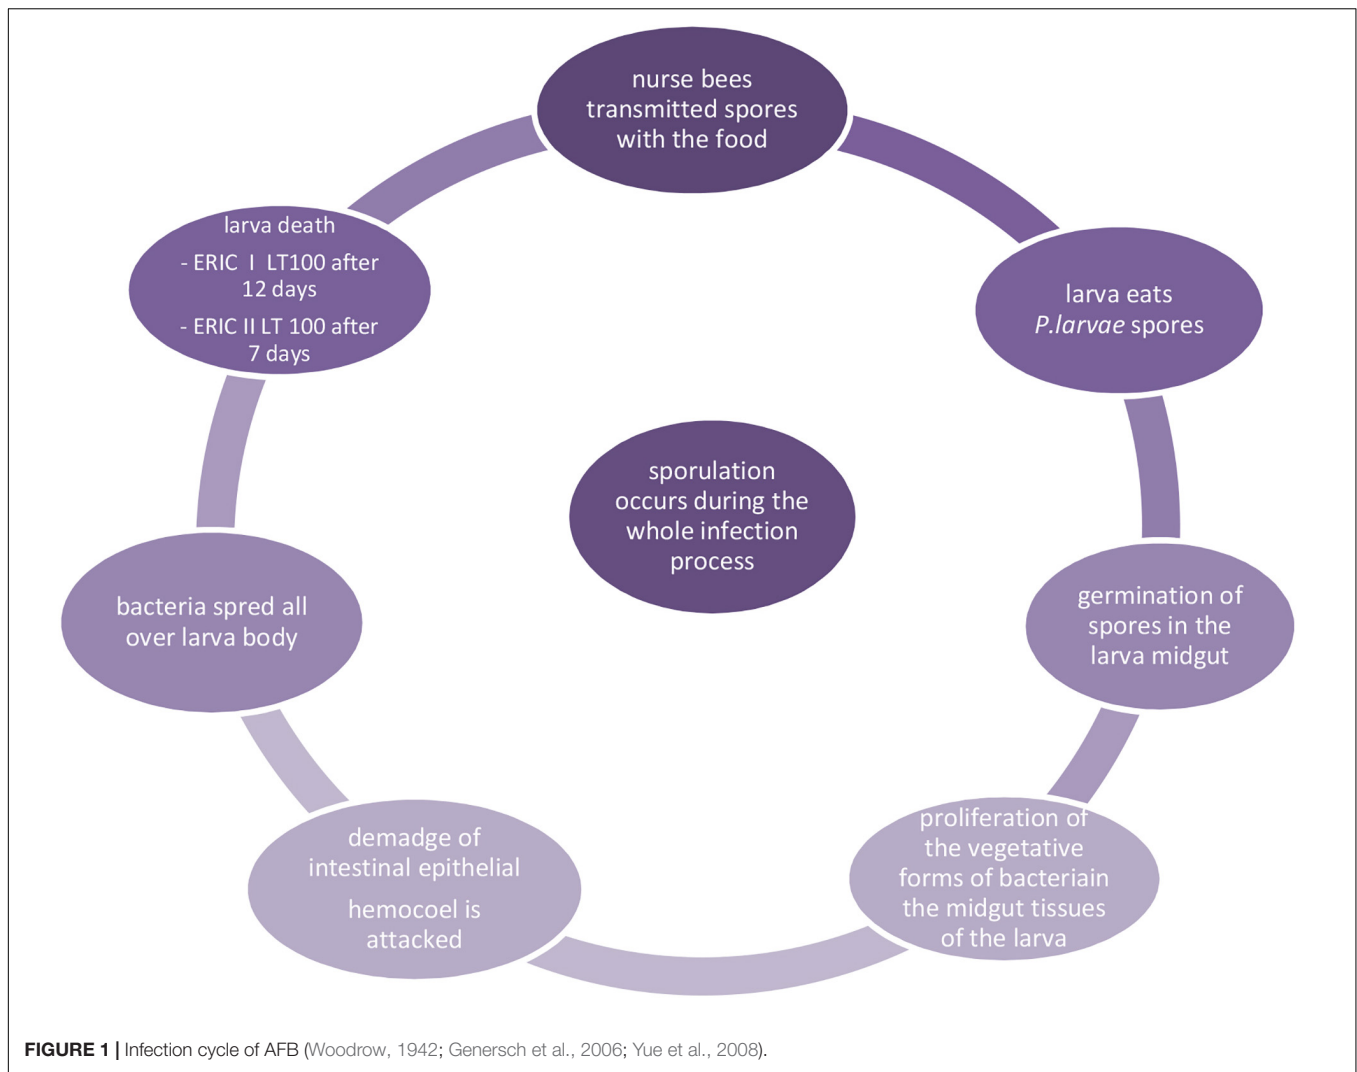 nurse bees
transmitted spores
with the food
larva eats
P.larvae spores
germination of
spores in the
larva midgut
proliferation of
the vegetative
forms of bacteriain
the midgut tissues
of the larva
demadge of
intestinal epithelial
hemocoel is
attacked
bacteria spred all
over larva body
larva death
- ERIC I LT100 after
12 days
- ERIC II LT 100 after
7 days
sporulation
occurs during the
whole infection
process
FIGURE 1 | Infection cycle of AFB (Woodrow, 1942; Genersch et al., 2006; Yue et al., 2008).